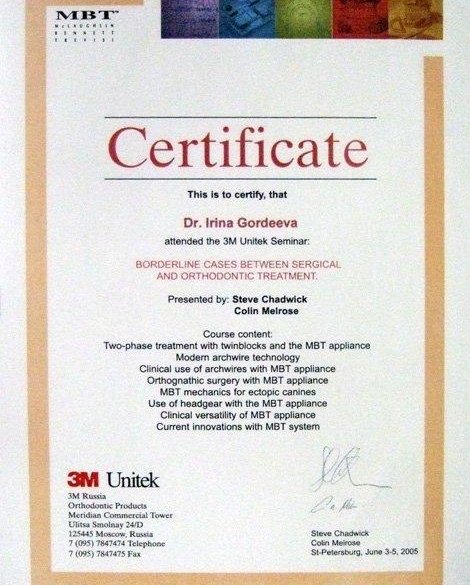 MBT™
McLAUGHLIN
BENNETT
TREVISI
Certificate
This is to certify, that
Dr. Irina Gordeeva
attended the 3M Unitek Seminar:
BORDERLINE CASES BETWEEN SERGICAL
AND ORTHODONTIC TREATMENT.
Presented by: Steve Chadwick
Colin Melrose
Course content:
Two-phase treatment with twinblocks and the MBT appliance
Modern archwire technology
Clinical use of archwires with MBT appliance
Orthognathic surgery with MBT appliance
MBT mechanics for ectopic canines
Use of headgear with the MBT appliance
Clinical versatility of MBT appliance
Current innovations with MBT system
3M Unitek
3M Russia
Orthodontic Products
Meridian Commercial Tower
Ulitsa Smolnay 24/D
125445 Moscow, Russia
7 (095) 7847474 Telephone
7 (095) 7847475 Fax
Steve Chadwick
Colin Melrose
St-Petersburg, June 3-5, 2005